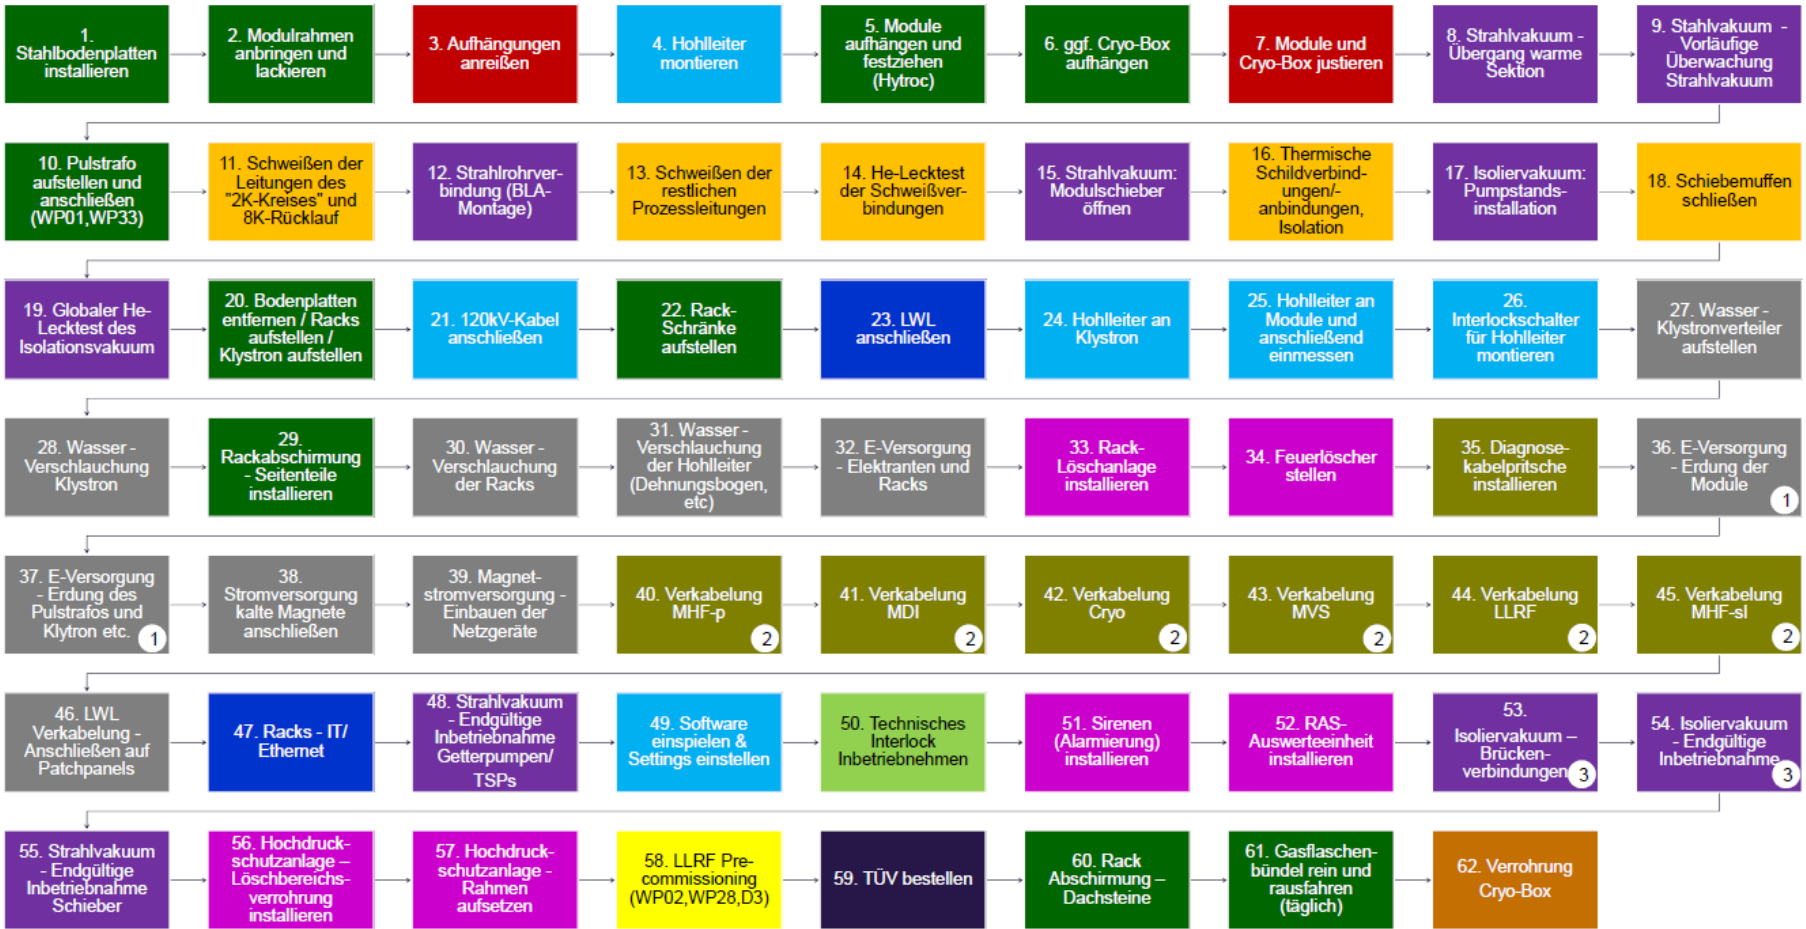 1.
Stahlbodenplatten
installieren
2. Modulrahmen
anbringen und
lackieren
3. Aufhängungen
anreißen
4. Hohlleiter
montieren
5. Module
aufhängen und
festziehen
(Hytroc)
6. ggf. Cryo-Box
aufhängen
7. Module und
Cryo-Box justieren
8. Strahlvakuum -
Übergang warme
Sektion
9. Stahlvakuum -
Vorläufige
Überwachung
Strahlvakuum
10. Pulstrafo
aufstellen und
anschließen
(WP01,WP33)
11. Schweißen der
Leitungen des
"2K-Kreises" und
8K-Rücklauf
12. Strahlrohrver-
bindung (BLA-
Montage)
13. Schweißen der
restlichen
Prozessleitungen
14. He-Lecktest
der Schweißver-
bindungen
15. Strahlvakuum:
Modulschieber
öffnen
16. Thermische
Schildverbind-
ungen/-
anbindungen,
Isolation
17. Isoliervakuum:
Pumpstands-
installation
18. Schiebemuffen
schließen
19. Globaler He-
Lecktest des
Isolationsvakuum
20. Bodenplatten
entfernen / Racks
aufstellen /
Klystron aufstellen
21. 120kV-Kabel
anschließen
22. Rack-
Schränke
aufstellen
23. LWL
anschließen
24. Hohlleiter an
Klystron
25. Hohlleiter an
Module und
anschließend
einmessen
26.
Interlockschalter
für Hohlleiter
montieren
27. Wasser -
Klystronverteiler
aufstellen
28. Wasser -
Verschlauchung
Klystron
29.
Rackabschirmung
- Seitenteile
installieren
30. Wasser -
Verschlauchung
der Racks
31. Wasser -
Verschlauchung
der Hohlleiter
(Dehnungsbogen,
etc)
32. E-Versorgung
- Elektranten und
Racks
33. Rack-
Löschanlage
installieren
34. Feuerlöscher
stellen
35. Diagnose-
kabelpritsche
installieren
36. E-Versorgung
- Erdung der
Module
1
37. E-Versorgung
- Erdung des
Pulstrafos und
Klytron etc.
1
38.
Stromversorgung
kalte Magnete
anschließen
39. Magnet-
stromversorgung -
Einbauen der
Netzgeräte
40. Verkabelung
MHF-p
2
41. Verkabelung
MDI
2
42. Verkabelung
Cryo
2
43. Verkabelung
MVS
2
44. Verkabelung
LLRF
2
45. Verkabelung
MHF-sl
2
46. LWL
Verkabelung -
Anschließen auf
Patchpanels
47. Racks - IT/
Ethernet
48. Strahlvakuum
- Endgültige
Inbetriebnahme
Getterpumpen/
TSPs
49. Software
einspielen &
Settings einstellen
50. Technisches
Interlock
Inbetriebnehmen
51. Sirenen
(Alarmierung)
installieren
52. RAS-
Auswerteeinheit
installieren
53.
Isoliervakuum –
Brücken-
verbindungen
3
54. Isoliervakuum
- Endgültige
Inbetriebnahme
3
55. Strahlvakuum
- Endgültige
Inbetriebnahme
Schieber
56. Hochdruck-
schutzanlage –
Löschbereichs-
verrohrung
installieren
57. Hochdruck-
schutzanlage -
Rahmen
aufsetzen
58. LLRF Pre-
commissioning
(WP02,WP28,D3)
59. TÜV bestellen
60. Rack
Abschirmung –
Dachsteine
61. Gasflaschen-
bündel rein und
rausfahren
(täglich)
62. Verrohrung
Cryo-Box